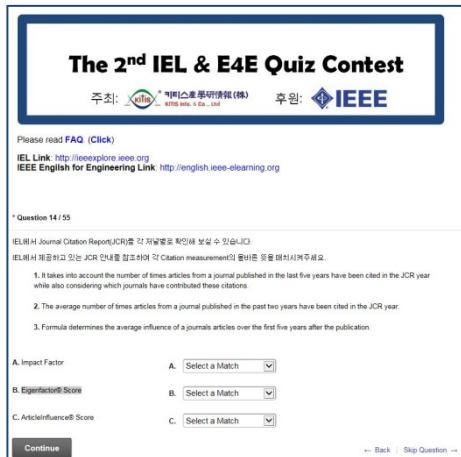 The 2nd IEL & E4E Quiz Contest
주최: KITIS 키티스産業學研情報(株) KITIS Info. & Co., Ltd 후원: IEEE
Please read FAQ. (Click)
IEL Link: http://ieeexplore.ieee.org
IEEE Engilsh for Engineering Link: http://english.ieee-elearning.org
* Question 14 / 55
IEL에서 Journal Citation Report(JCR)를 각 저널별로 확인해 보실 수 있습니다.
IEL에서 제공하고 있는 JCR 안내를 참조하여 각 Citation measurement의 올바른 뜻을 매치시켜주세요.
1. It takes into account the number of times articles from a journal published in the last five years have been cited in the JCR year
while also considering which journals have contributed these citations.
2. The average number of times articles from a journal published in the past two years have been cited in the JCR year.
3. Formula determines the average influence of a journals articles over the first five years after the publication.
A. Impact Factor A. Select a Match
B. Eigenfactor® Score B. Select a Match
C. ArticleInfluence® Score C. Select a Match
Continue ← Back | Skip Question →